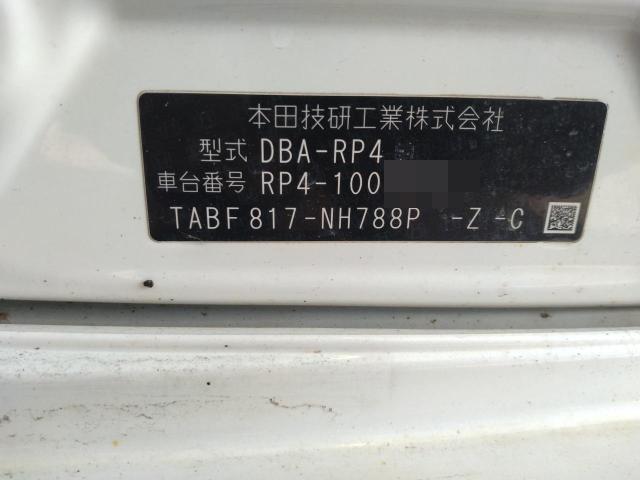 本田技研工業株式会社
型式 DBA-RP4
車台番号 RP4-100
TABF817-NH788P -Z -C